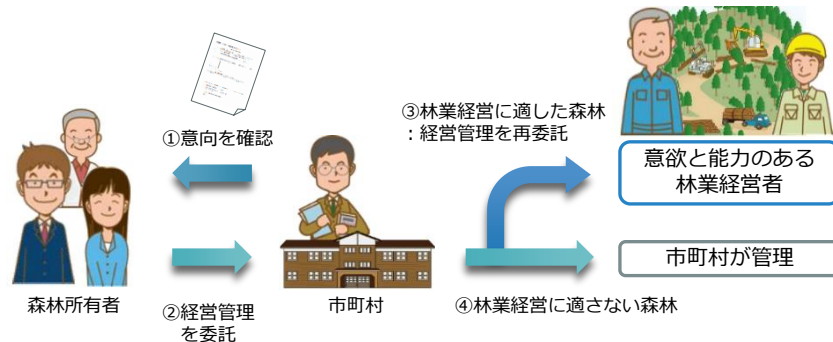 ①意向を確認
森林所有者
②経営管理
を委託
市町村
③林業経営に適した森林
：経営管理を再委託
意欲と能力のある
林業経営者
市町村が管理
④林業経営に適さない森林